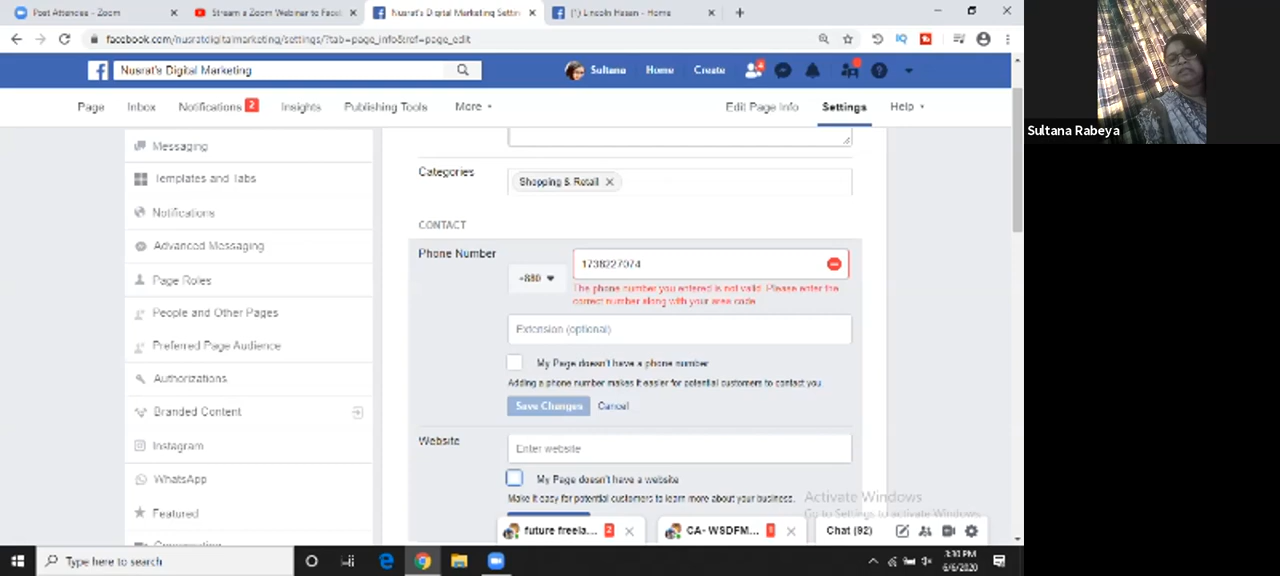 Post Attendee - Zoom
Stream a Zoom Webinar to Facel
Nusrat's Digital Marketing Settin
(1) Lincoln Hasan - Home
facebook.com/nusratdigitalmarketing/settings/?tab=page_info&ref=page_edit
Nusrat's Digital Marketing
Sultana
Home
Create
Page
Inbox
Notifications 2
Insights
Publishing Tools
More
Edit Page Info
Settings
Help
Sultana Rabeya
Messaging
Templates and Tabs
Notifications
Advanced Messaging
Page Roles
People and Other Pages
Preferred Page Audience
Authorizations
Branded Content
Instagram
WhatsApp
Featured
Categories
Shopping & Retail
CONTACT
Phone Number
+880
1738227074
The phone number you entered is not valid. Please enter the
correct number along with your area code.
Extension (optional)
My Page doesn't have a phone number
Adding a phone number makes it easier for potential customers to contact you
Save Changes
Cancel
Website
Enter website
My Page doesn't have a website
Make it easy for potential customers to learn more about your business.
Activate Windows
Go to Settings to activate Windows.
future freela... 2
CA- WSDFM... 1
Chat (92)
Type here to search
3:30 PM
6/6/2020